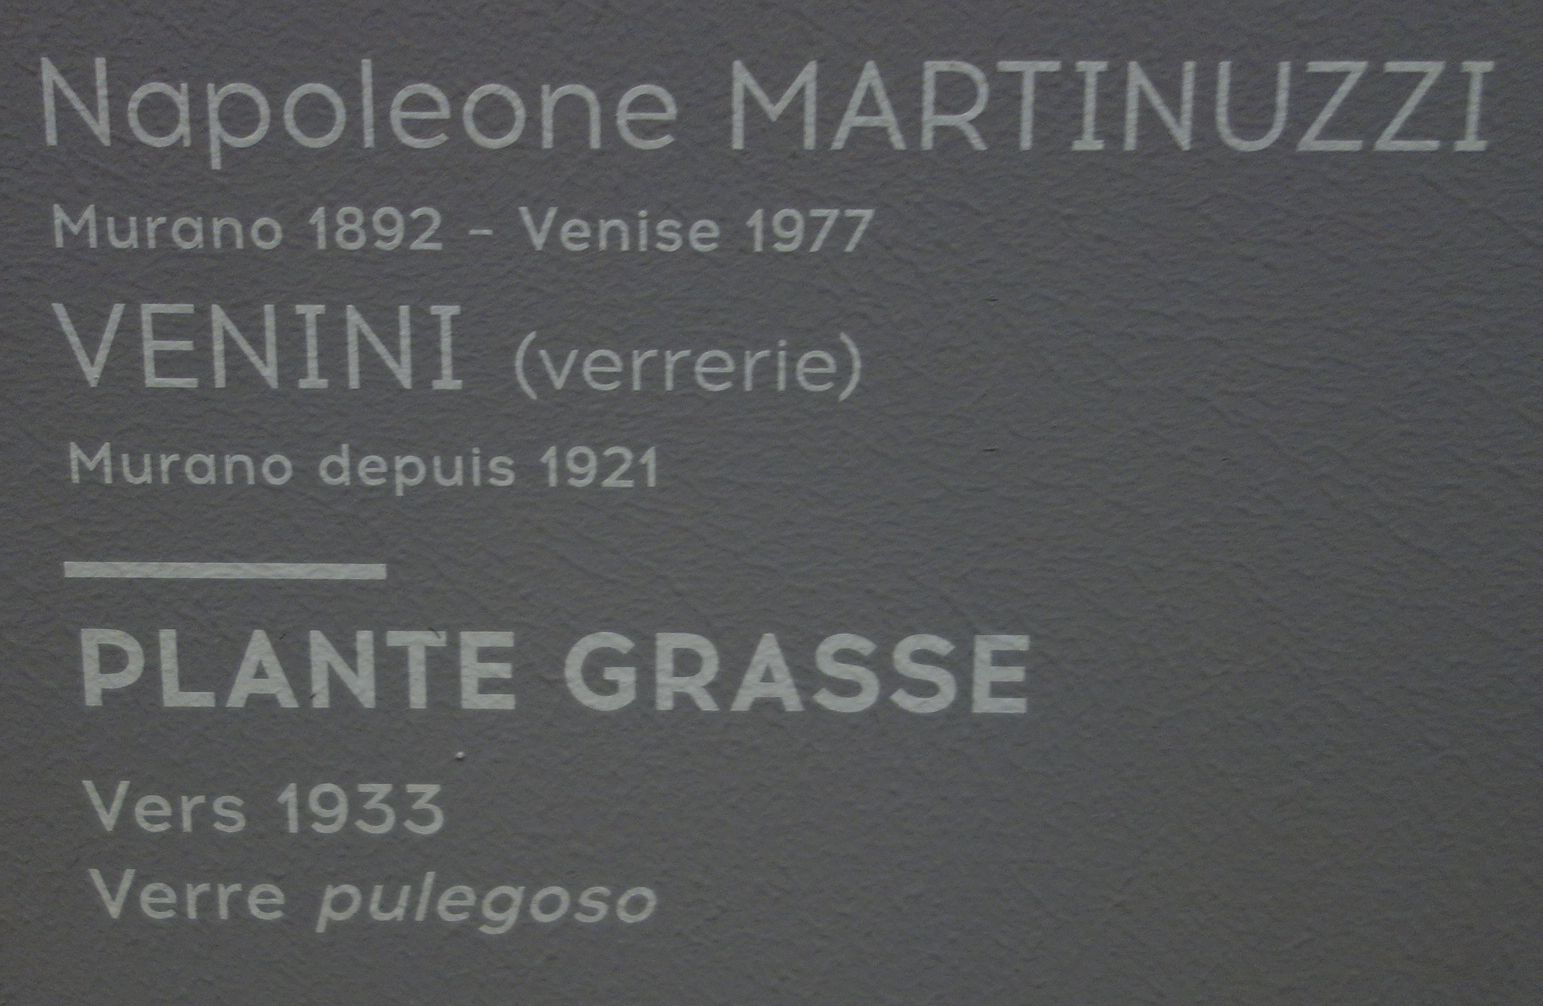 Napoleone MARTINUZZI
Murano 1892 - Venise 1977
VENINI (verrerie)
Murano depuis 1921
PLANTE GRASSE
Vers 1933
Verre pulegoso